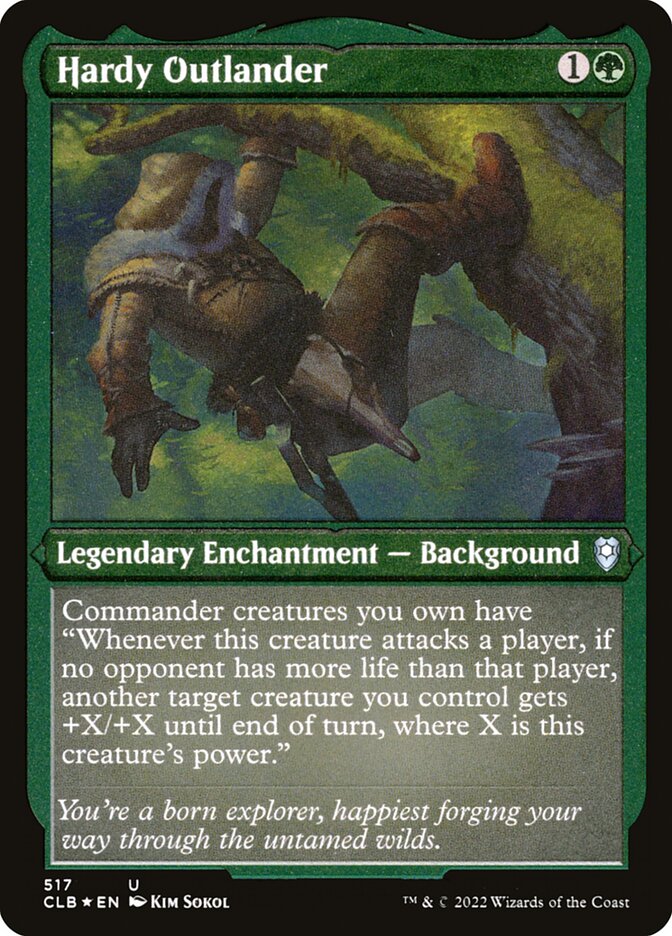 Hardy Outlander 1
Legendary Enchantment — Background
Commander creatures you own have
“Whenever this creature attacks a player, if
no opponent has more life than that player,
another target creature you control gets
+X/+X until end of turn, where X is this
creature’s power.”
You’re a born explorer, happiest forging your
way through the untamed wilds.
517 U
CLB ★ EN Kim Sokol ™ & © 2022 Wizards of the Coast